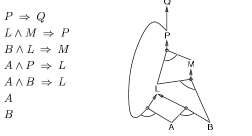 P ⇒ Q
L ∧ M ⇒ P
B ∧ L ⇒ M
A ∧ P ⇒ L
A ∧ B ⇒ L
A
B
Q
P
M
L
A
B